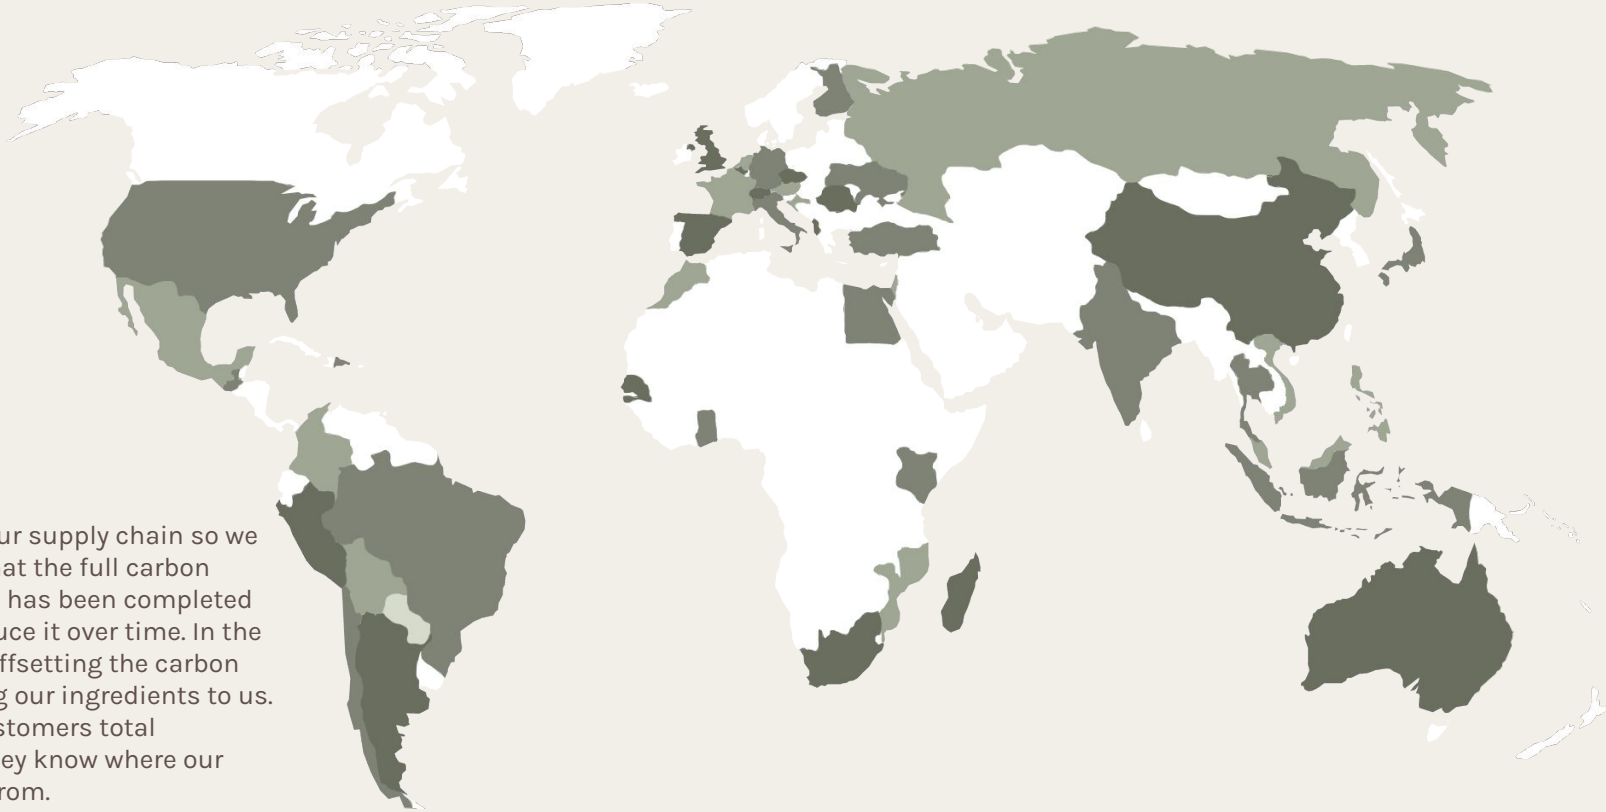 ur supply chain so we
at the full carbon
has been completed
uce it over time. In the
ffsetting the carbon
g our ingredients to us.
stomers total
ey know where our
rom.